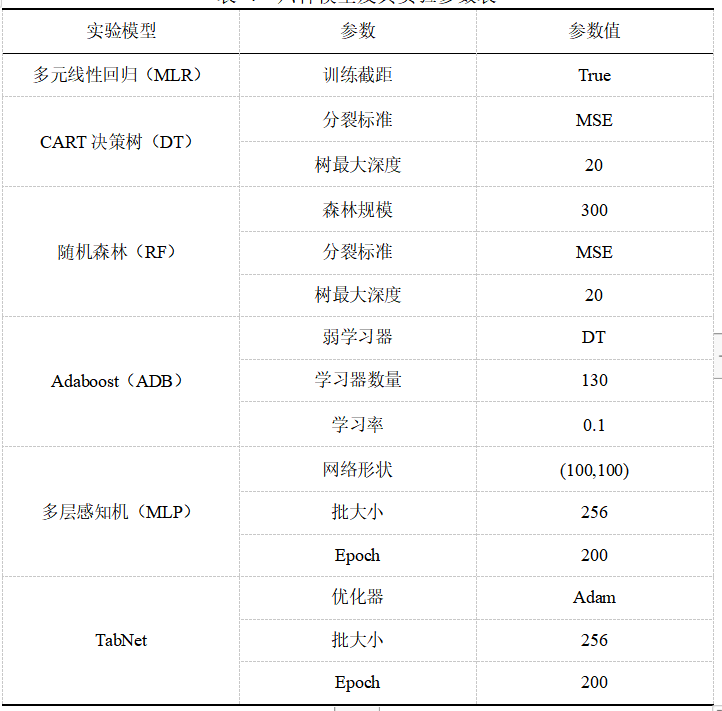 实验模型 参数 参数值
多元线性回归（MLR） 训练截距 True
CART 决策树（DT） 分裂标准 MSE
树最大深度 20
随机森林（RF） 森林规模 300
分裂标准 MSE
树最大深度 20
Adaboost（ADB） 弱学习器 DT
学习器数量 130
学习率 0.1
多层感知机（MLP） 网络形状 (100,100)
批大小 256
Epoch 200
TabNet 优化器 Adam
批大小 256
Epoch 200